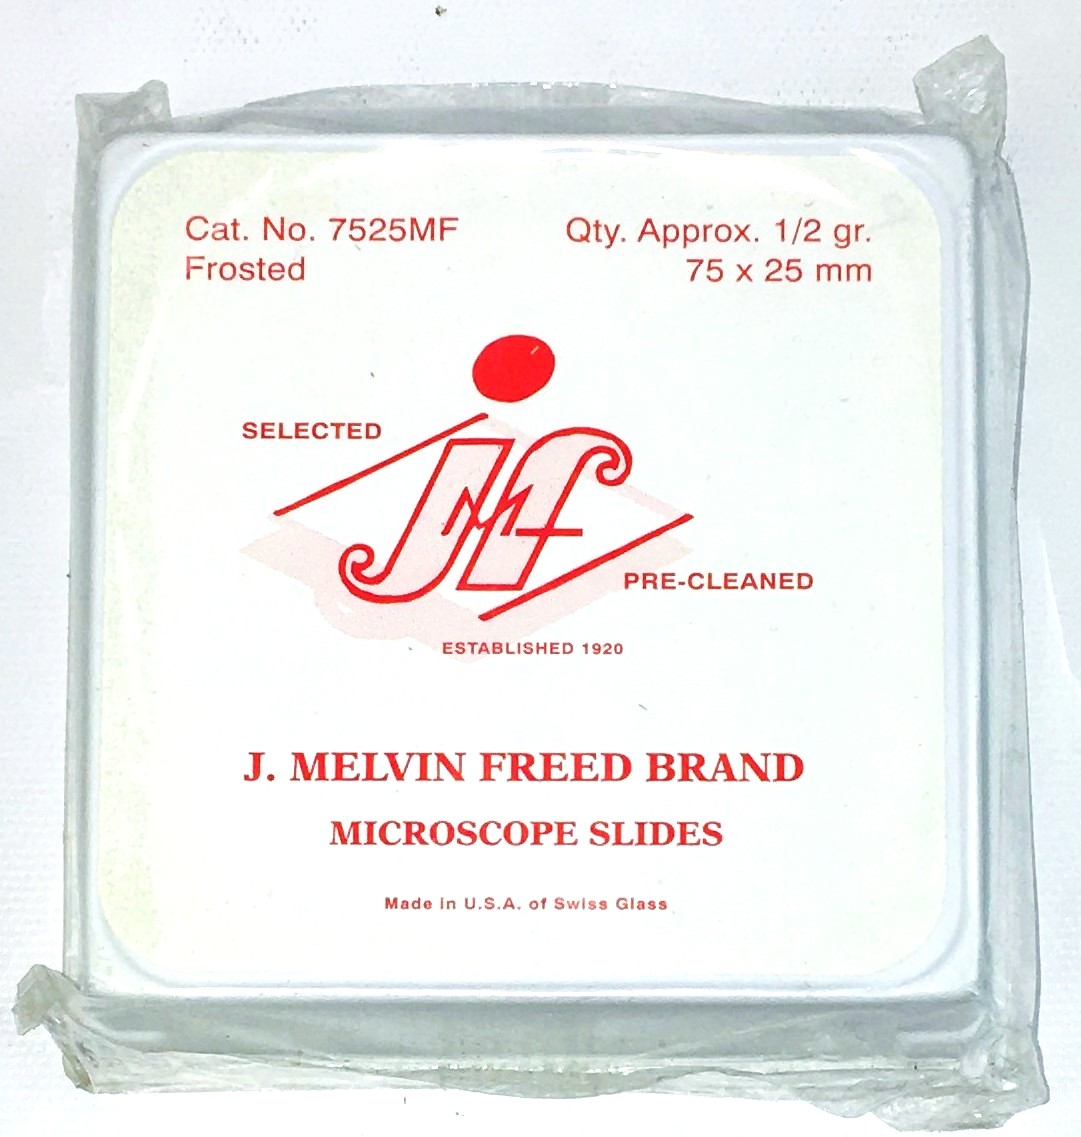 Cat. No. 7525MF
Frosted
Qty. Approx. 1/2 gr.
75 x 25 mm
SELECTED
JMf
PRE-CLEANED
ESTABLISHED 1920
J. MELVIN FREED BRAND
MICROSCOPE SLIDES
Made in U.S.A. of Swiss Glass